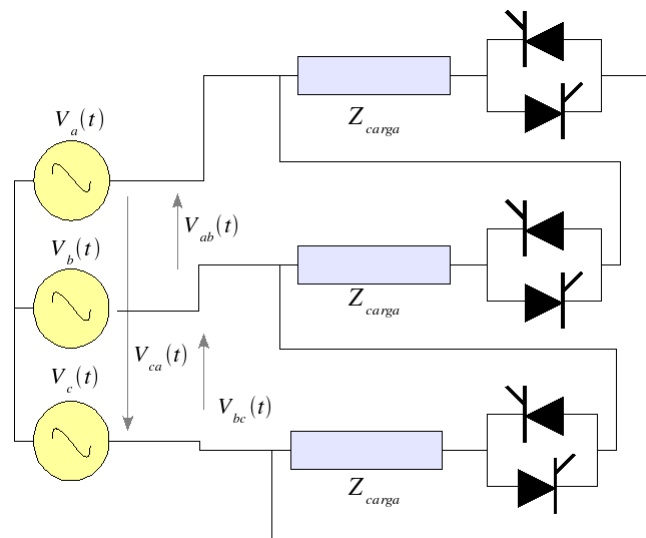 V_a(t)
Z_carga
V_ab(t)
V_b(t)
Z_carga
V_ca(t)
V_c(t)
V_bc(t)
Z_carga